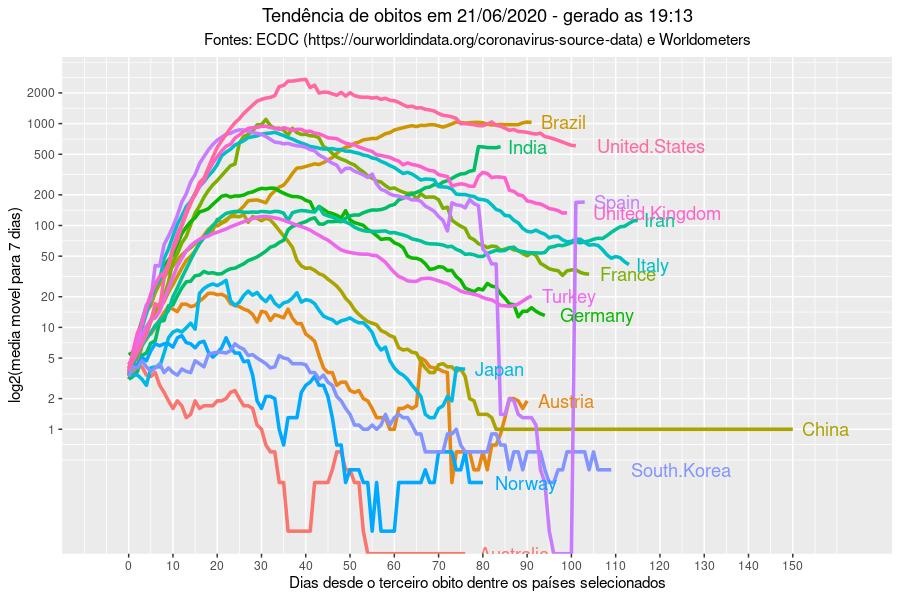 Tendência de obitos em 21/06/2020 - gerado as 19:13
Fontes: ECDC (https://ourworldindata.org/coronavirus-source-data) e Worldometers
log2(media movel para 7 dias)
2000
1000
500
200
100
50
20
10
5
2
1
Brazil
United.States
India
Spain
United.Kingdom
Iran
Italy
France
Turkey
Germany
Japan
Austria
China
South.Korea
Norway
Australia
0 10 20 30 40 50 60 70 80 90 100 110 120 130 140 150
Dias desde o terceiro obito dentre os países selecionados